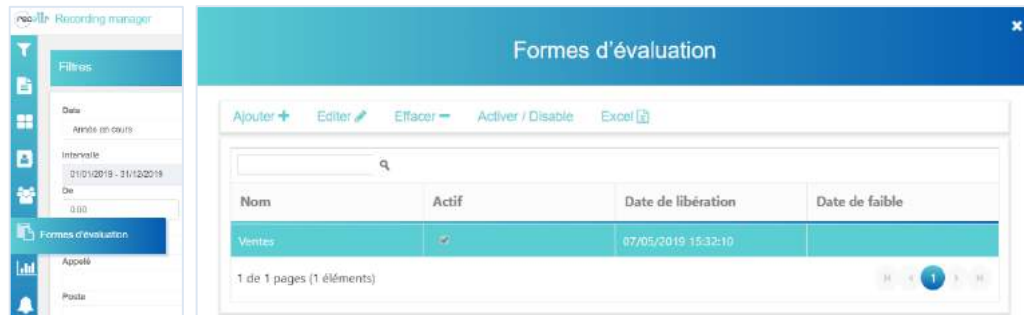 recallr Recording manager
Filtres
Date
Année en cours
Intervalle
01/01/2019 - 31/12/2019
De
0.00
Formes d'évaluation
Appelé
Poste
Formes d'évaluation
Ajouter Editer Effacer Activer / Disable Excel
Nom Actif Date de libération Date de faible
Ventes 07/05/2019 15:32:10
1 de 1 pages (1 éléments)
1